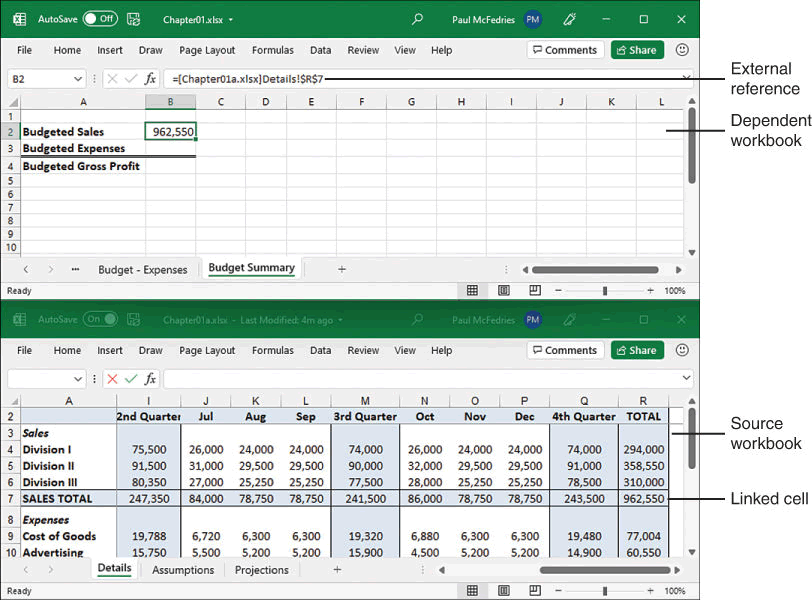 AutoSave Off Chapter01.xlsx Paul McFedries PM
File Home Insert Draw Page Layout Formulas Data Review View Help Comments Share
B2 fx =[Chapter01a.xlsx]Details!$R$7
External
reference
A B C D E F G H I J K L
1
Dependent
workbook
2 Budgeted Sales 962,550
3 Budgeted Expenses
4 Budgeted Gross Profit
5
6
7
8
9
10
Budget - Expenses Budget Summary +
Ready 100%
AutoSave On Chapter01a.xlsx - Last Modified: 4m ago Paul McFedries PM
File Home Insert Draw Page Layout Formulas Data Review View Help Comments Share
fx
A I J K L M N O P Q R
2 2nd Quarter Jul Aug Sep 3rd Quarter Oct Nov Dec 4th Quarter TOTAL
3 Sales
Source
workbook
4 Division I 75,500 26,000 24,000 24,000 74,000 26,000 24,000 24,000 74,000 294,000
5 Division II 91,500 31,000 29,500 29,500 90,000 32,000 29,500 29,500 91,000 358,550
6 Division III 80,350 27,000 25,250 25,250 77,500 28,000 25,250 25,250 78,500 310,000
7 SALES TOTAL 247,350 84,000 78,750 78,750 241,500 86,000 78,750 78,750 243,500 962,550
Linked cell
8 Expenses
9 Cost of Goods 19,788 6,720 6,300 6,300 19,320 6,880 6,300 6,300 19,480 77,004
10 Advertising 15,750 5,500 5,200 5,200 15,900 4,500 5,200 5,200 14,900 60,550
Details Assumptions Projections +
Ready 100%